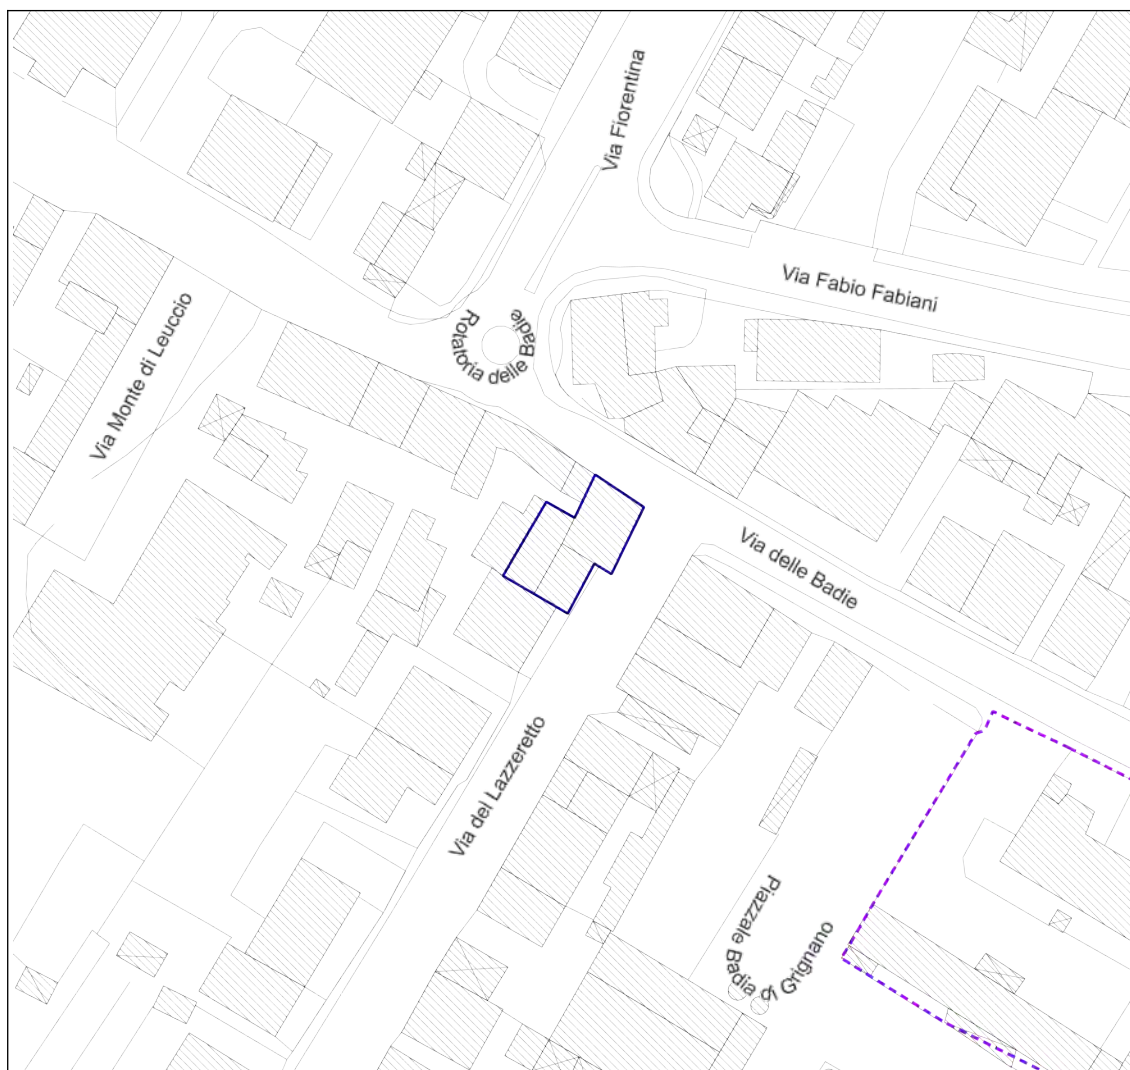 Via Fiorentina
Via Fabio Fabiani
Via Monte di Leuccio
Rotatoria delle Badie
Via delle Badie
Via del Lazzeretto
Piazzale Badia di Grignano